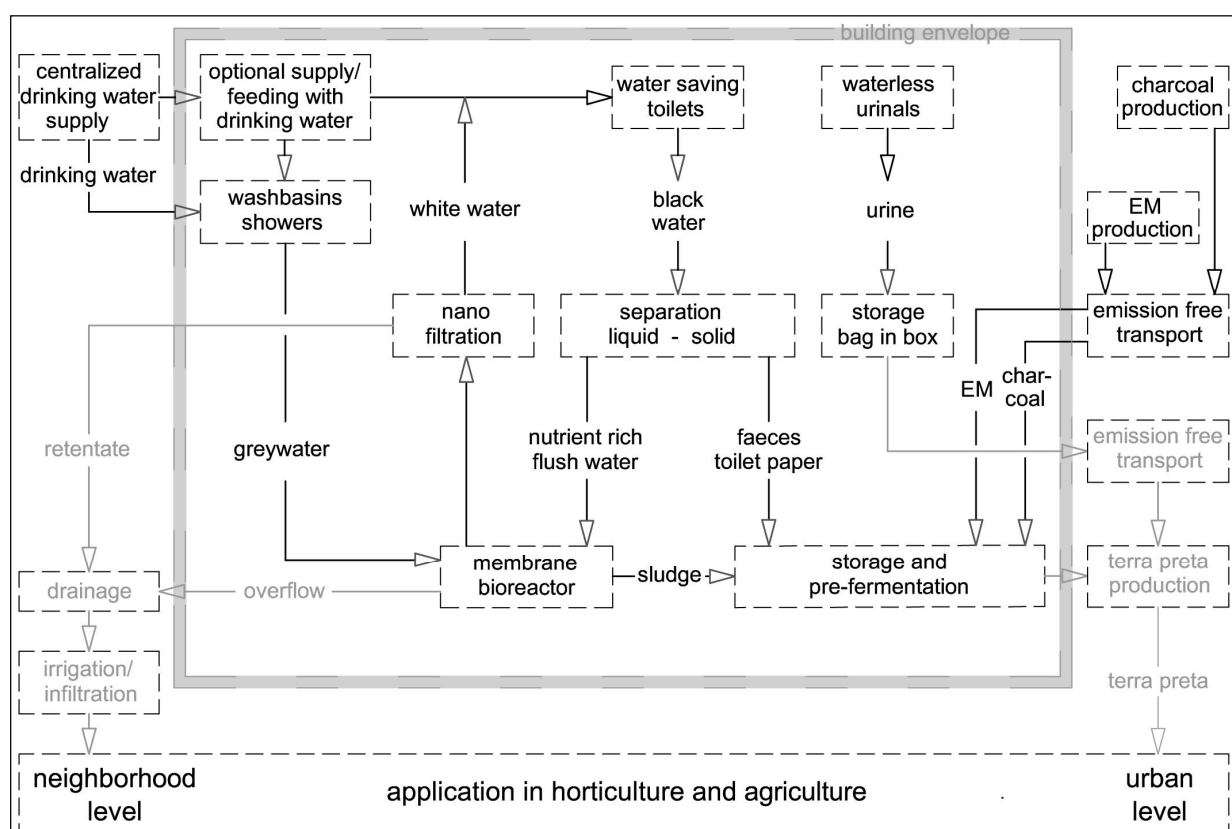 building envelope
centralized
drinking water
supply
optional supply/
feeding with
drinking water
water saving
toilets
waterless
urinals
charcoal
production
drinking water
washbasins
showers
white water
black
water
urine
EM
production
nano
filtration
separation
liquid - solid
storage
bag in box
emission free
transport
EM
char-
coal
retentate
greywater
nutrient rich
flush water
faeces
toilet paper
emission free
transport
membrane
bioreactor
sludge
storage and
pre-fermentation
terra preta
production
drainage
overflow
irrigation/
infiltration
terra preta
neighborhood
level
application in horticulture and agriculture
urban
level